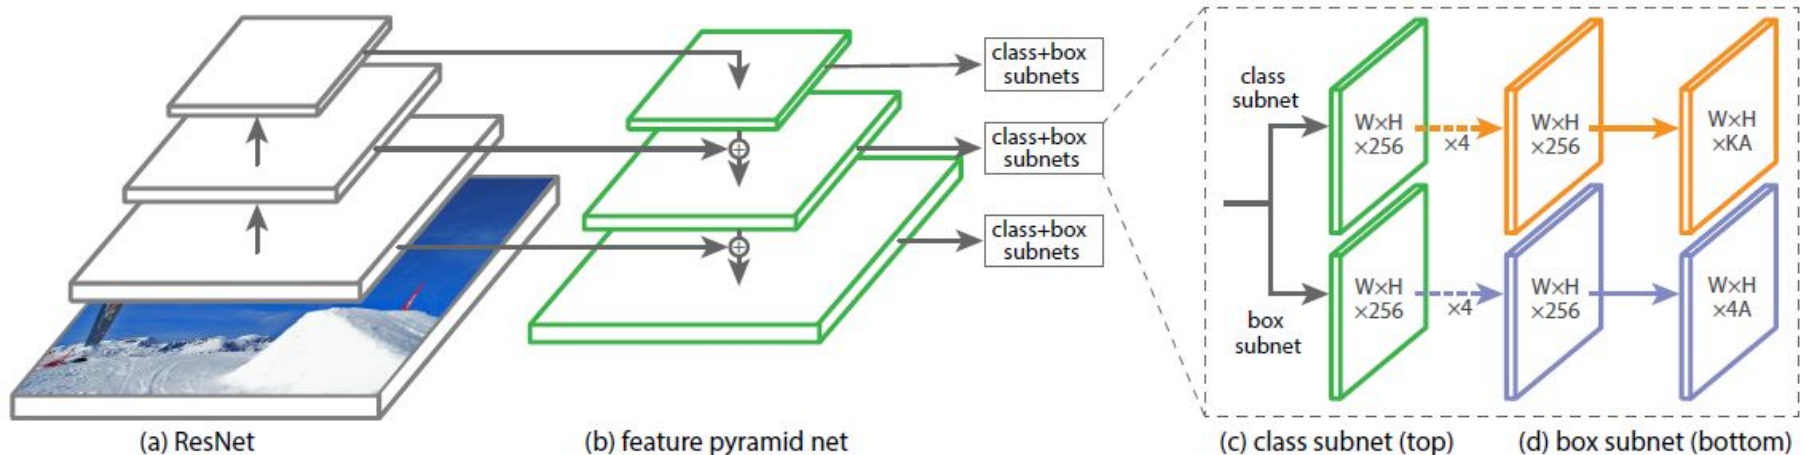 class+box
subnets
class+box
subnets
class+box
subnets
class
subnet
W×H
×256
×4
W×H
×256
W×H
×KA
box
subnet
W×H
×256
×4
W×H
×256
W×H
×4A
(a) ResNet
(b) feature pyramid net
(c) class subnet (top)
(d) box subnet (bottom)